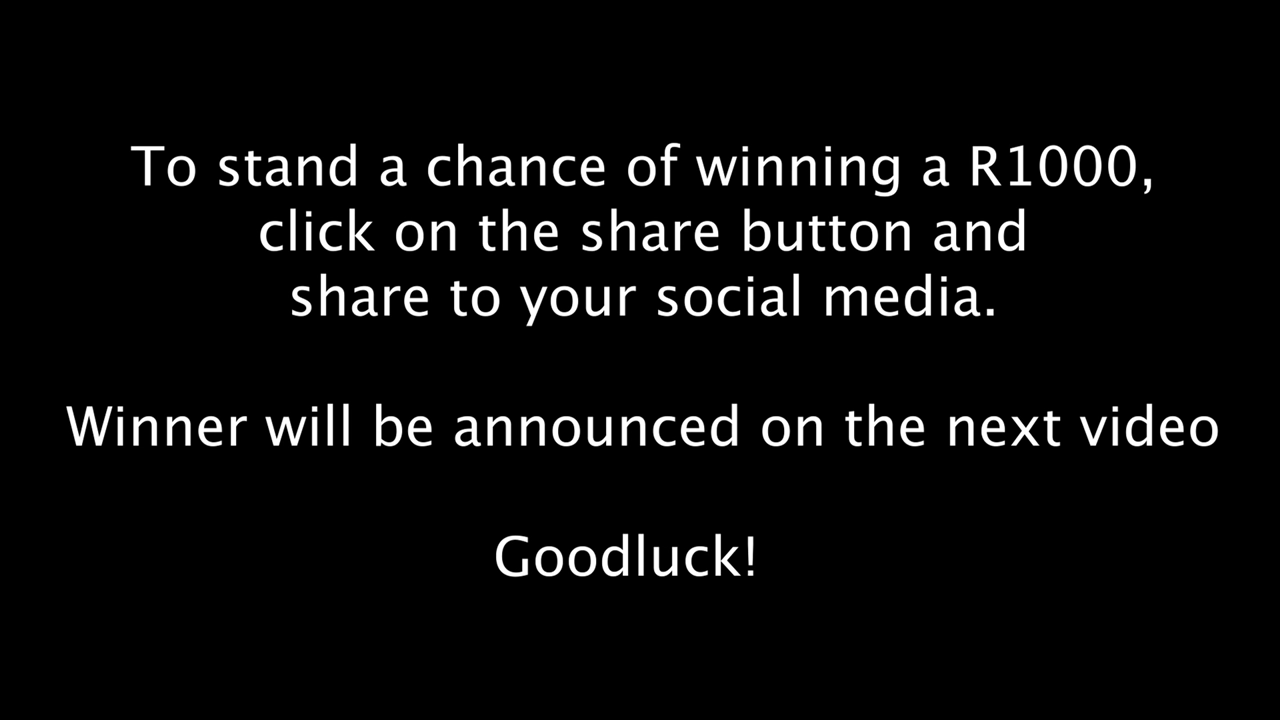 To stand a chance of winning a R1000,
click on the share button and
share to your social media.
Winner will be announced on the next video
Goodluck!